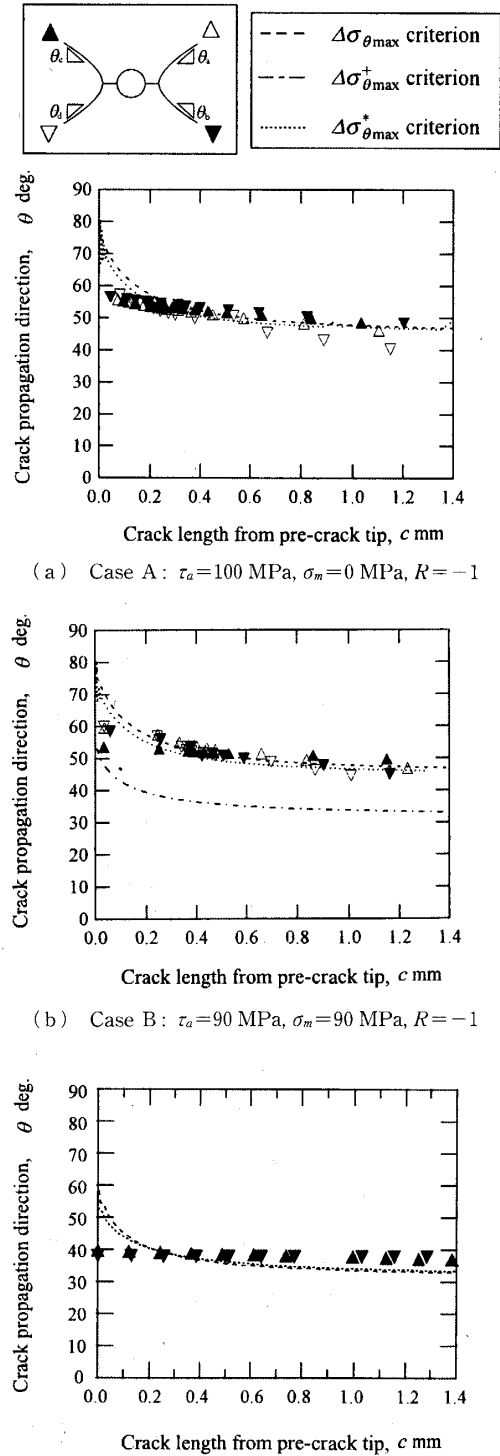 θc
θa
θd
θb
Δσθmax criterion
Δσ⁺θmax criterion
Δσ*θmax criterion
Crack propagation direction, θ deg.
90
80
70
60
50
40
30
20
10
0
0.0 0.2 0.4 0.6 0.8 1.0 1.2 1.4
Crack length from pre-crack tip, c mm
(a) Case A: τa=100 MPa, σm=0 MPa, R=−1
Crack propagation direction, θ deg.
90
80
70
60
50
40
30
20
10
0
0.0 0.2 0.4 0.6 0.8 1.0 1.2 1.4
Crack length from pre-crack tip, c mm
(b) Case B: τa=90 MPa, σm=90 MPa, R=−1
Crack propagation direction, θ deg.
90
80
70
60
50
40
30
20
10
0
0.0 0.2 0.4 0.6 0.8 1.0 1.2 1.4
Crack length from pre-crack tip, c mm